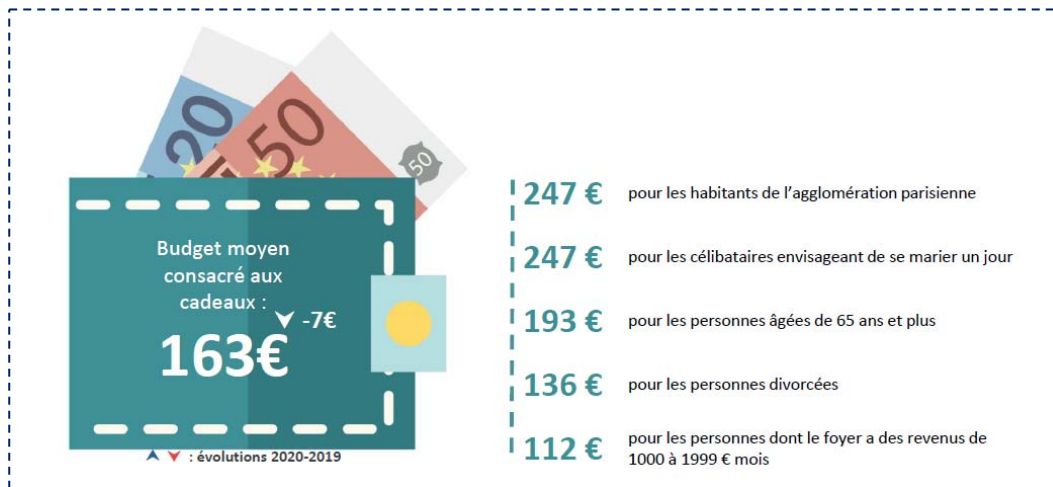 20
50
50
Budget moyen
consacré aux
cadeaux :
-7€
163€
: évolutions 2020-2019
247 € pour les habitants de l'agglomération parisienne
247 € pour les célibataires envisageant de se marier un jour
193 € pour les personnes âgées de 65 ans et plus
136 € pour les personnes divorcées
112 € pour les personnes dont le foyer a des revenus de
1000 à 1999 € mois